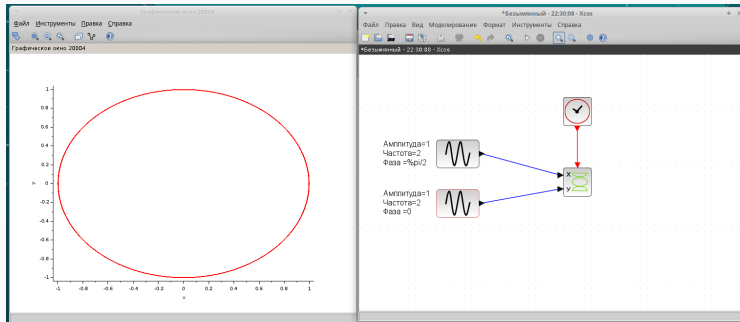 Графическое окно 20004
Файл Инструменты Правка Справка
Графическое окно 20004
1
0.8
0.6
0.4
0.2
0
-0.2
-0.4
-0.6
-0.8
-1
y
-1 -0.8 -0.6 -0.4 -0.2 0 0.2 0.4 0.6 0.8 1
x
*Безымянный - 22:30:08 - Xcos
Файл Правка Вид Моделирование Формат Инструменты Справка
*Безымянный - 22:30:08 - Xcos
Амплитуда=1
Частота=2
Фаза =%pi/2
Амплитуда=1
Частота=2
Фаза =0
X
y